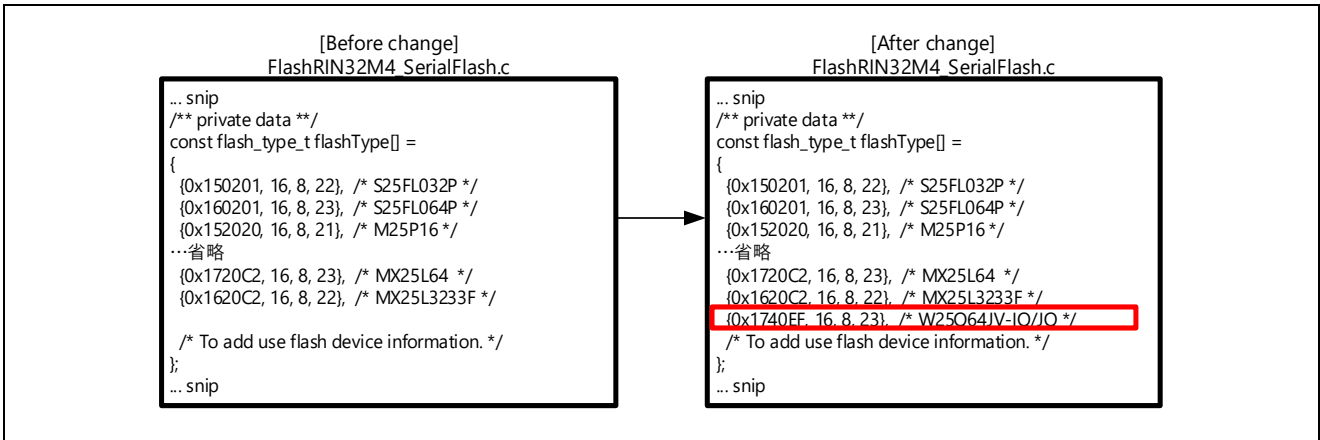 [Before change]
FlashRIN32M4_SerialFlash.c
... snip
/** private data **/
const flash_type_t flashType[] =
{
{0x150201, 16, 8, 22}, /* S25FL032P */
{0x160201, 16, 8, 23}, /* S25FL064P */
{0x152020, 16, 8, 21}, /* M25P16 */
…省略
{0x1720C2, 16, 8, 23}, /* MX25L64 */
{0x1620C2, 16, 8, 22}, /* MX25L3233F */
/* To add use flash device information. */
};
... snip
[After change]
FlashRIN32M4_SerialFlash.c
... snip
/** private data **/
const flash_type_t flashType[] =
{
{0x150201, 16, 8, 22}, /* S25FL032P */
{0x160201, 16, 8, 23}, /* S25FL064P */
{0x152020, 16, 8, 21}, /* M25P16 */
…省略
{0x1720C2, 16, 8, 23}, /* MX25L64 */
{0x1620C2, 16, 8, 22}, /* MX25L3233F */
{0x1740EF, 16, 8, 23}, /* W25Q64JV-IQ/JQ */
/* To add use flash device information. */
};
... snip